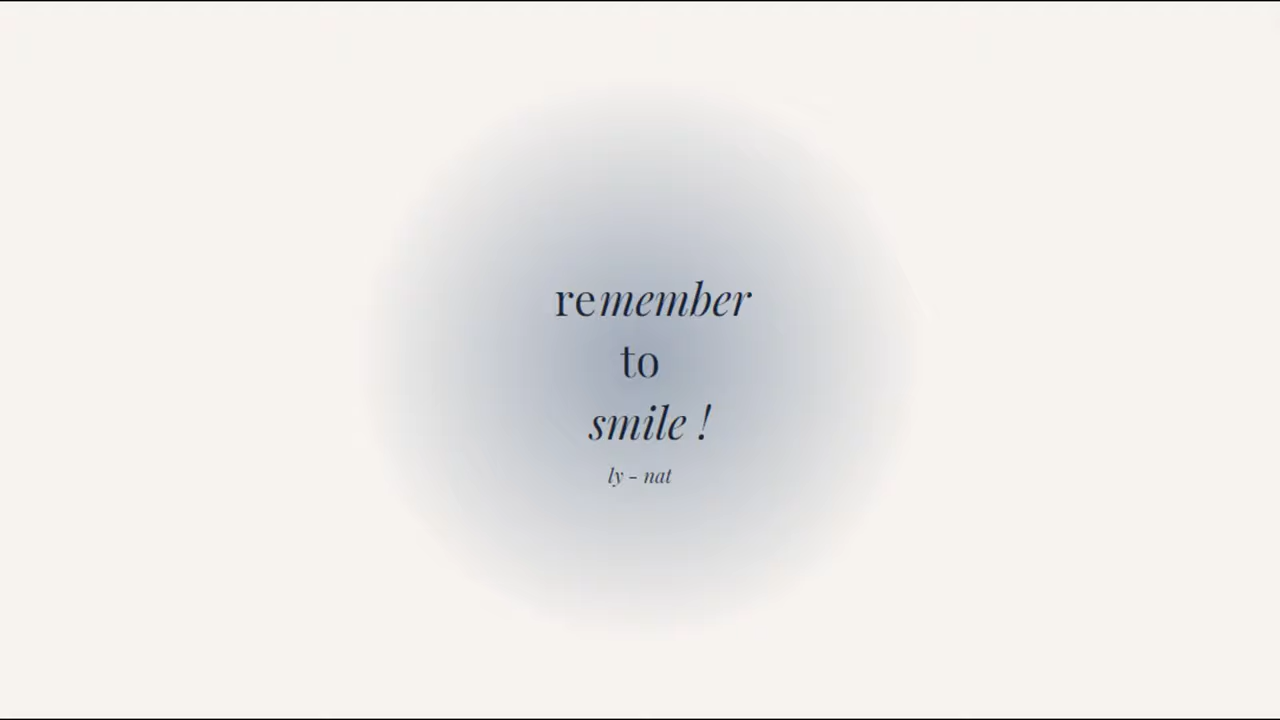 remember
to
smile !
ly - nat